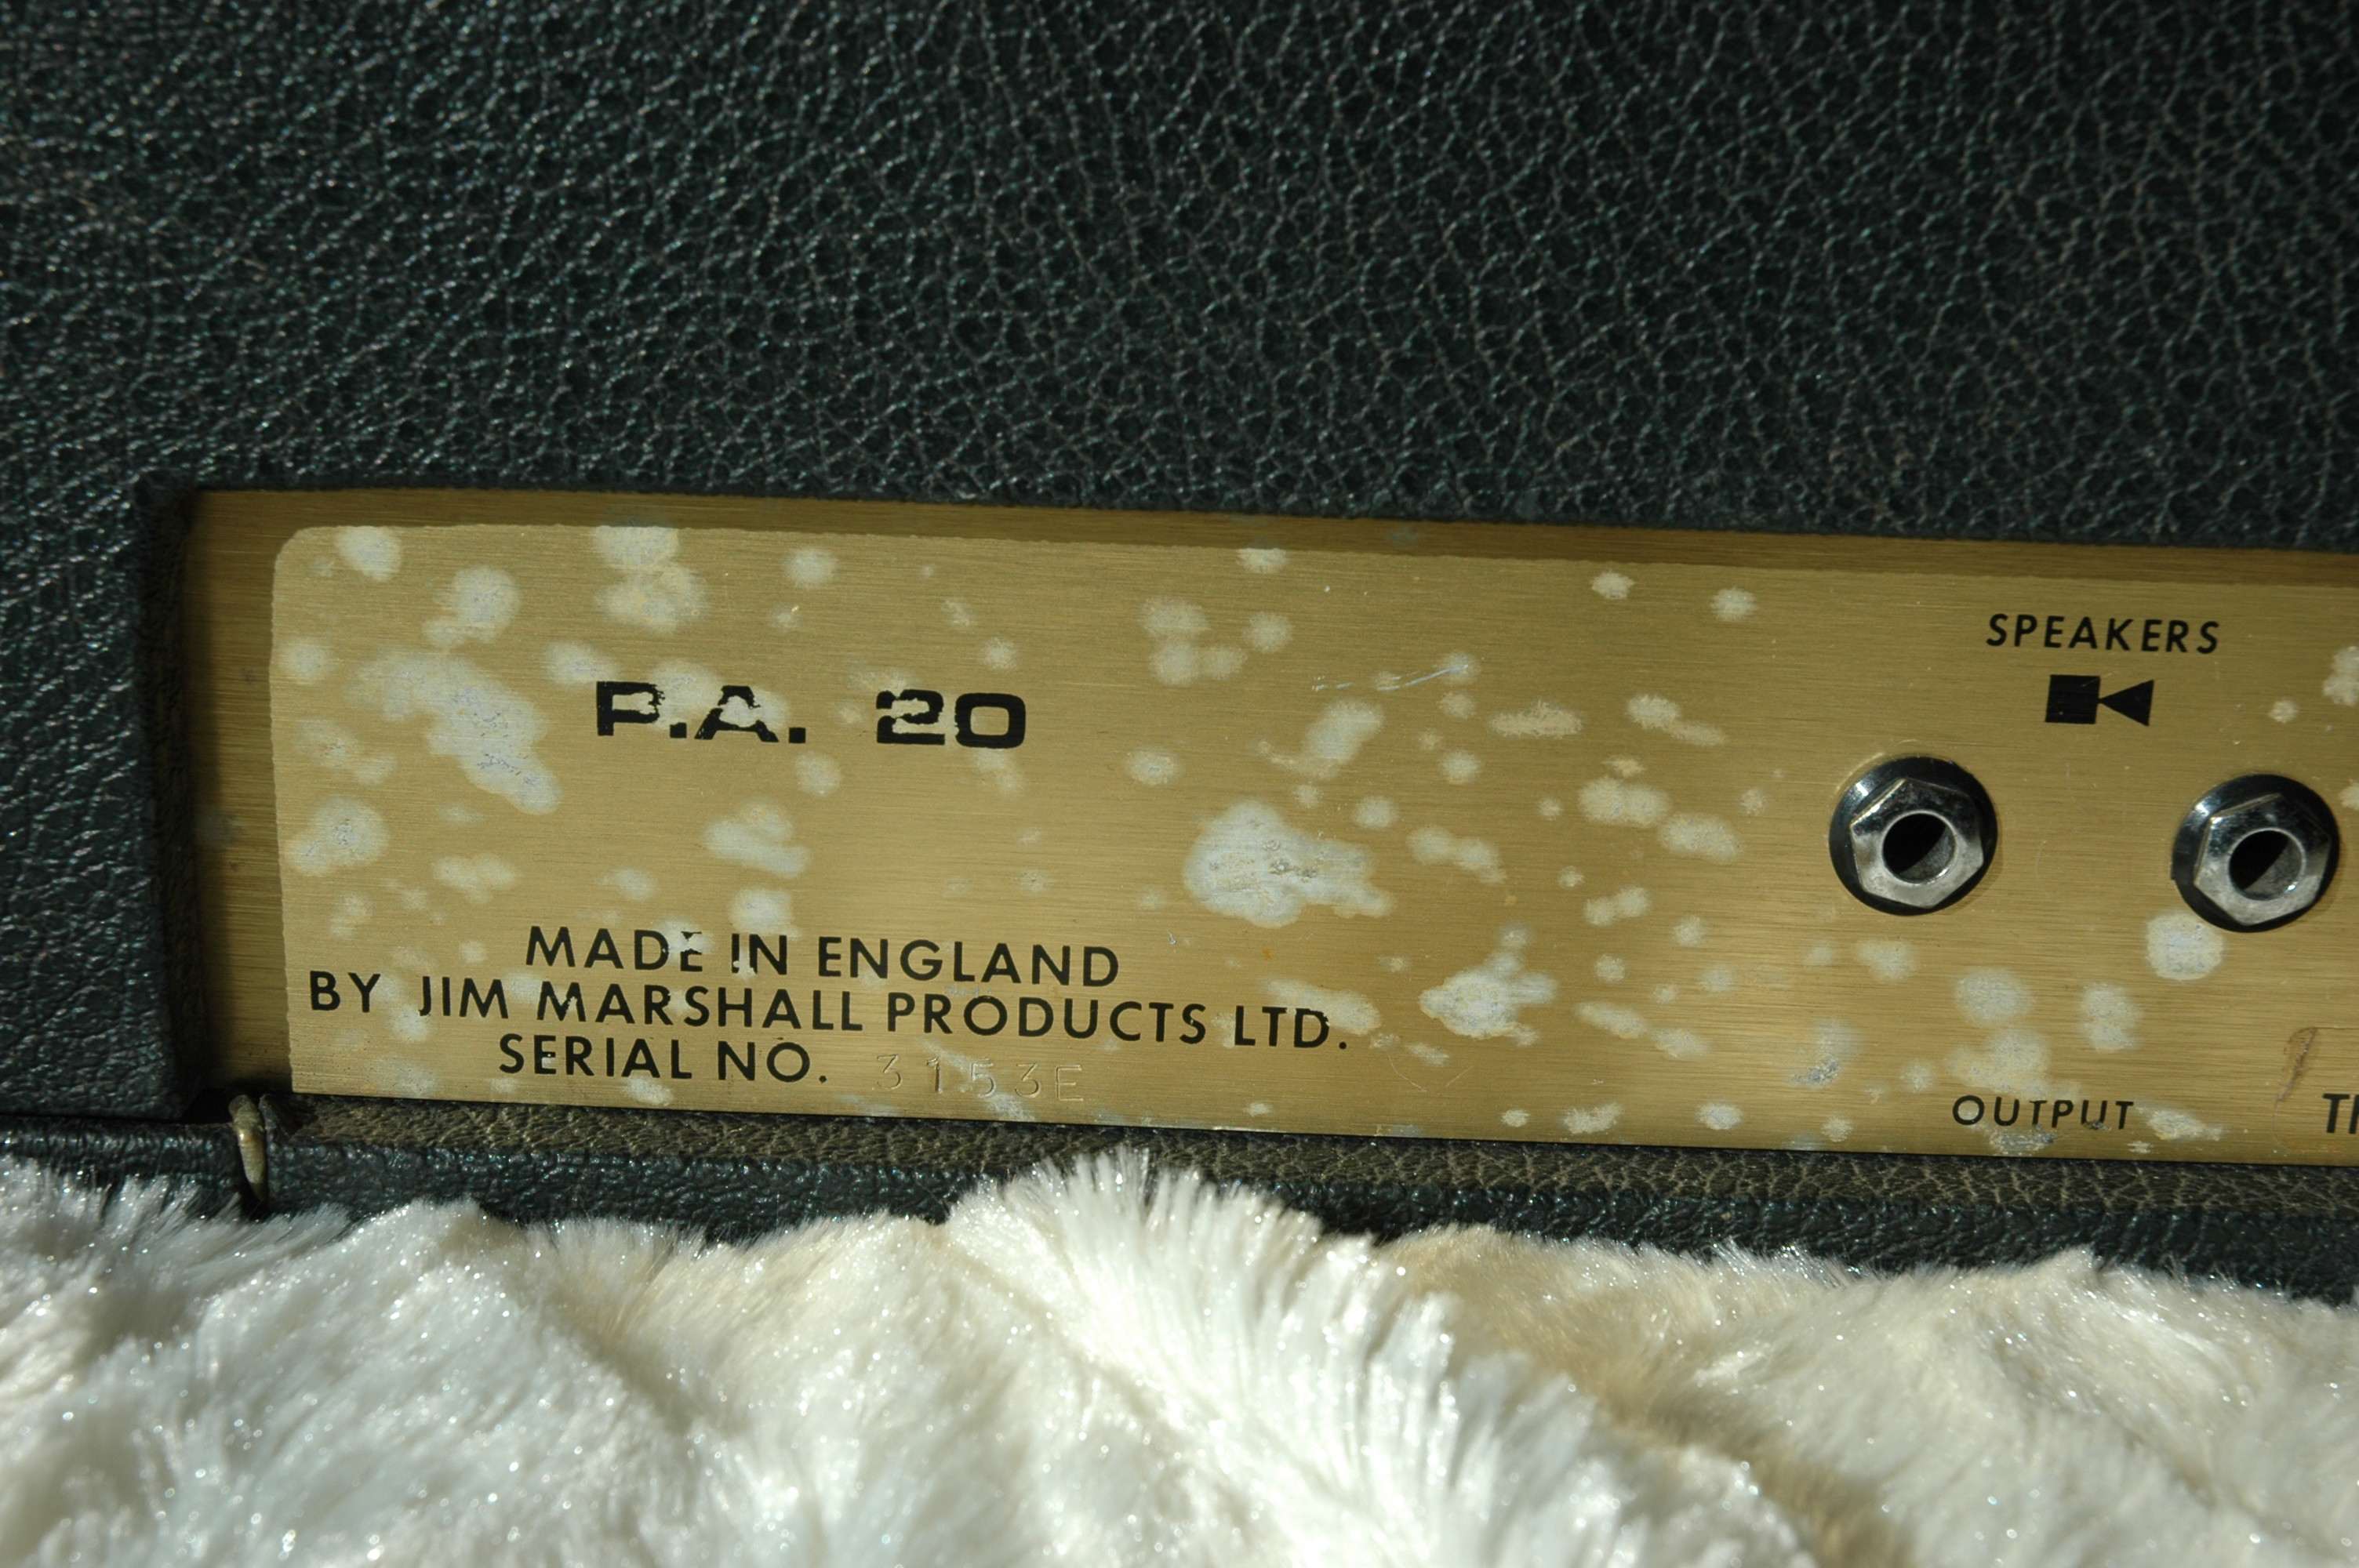 P.A. 20
SPEAKERS
MADE IN ENGLAND
BY JIM MARSHALL PRODUCTS LTD.
SERIAL NO. 3153E
OUTPUT